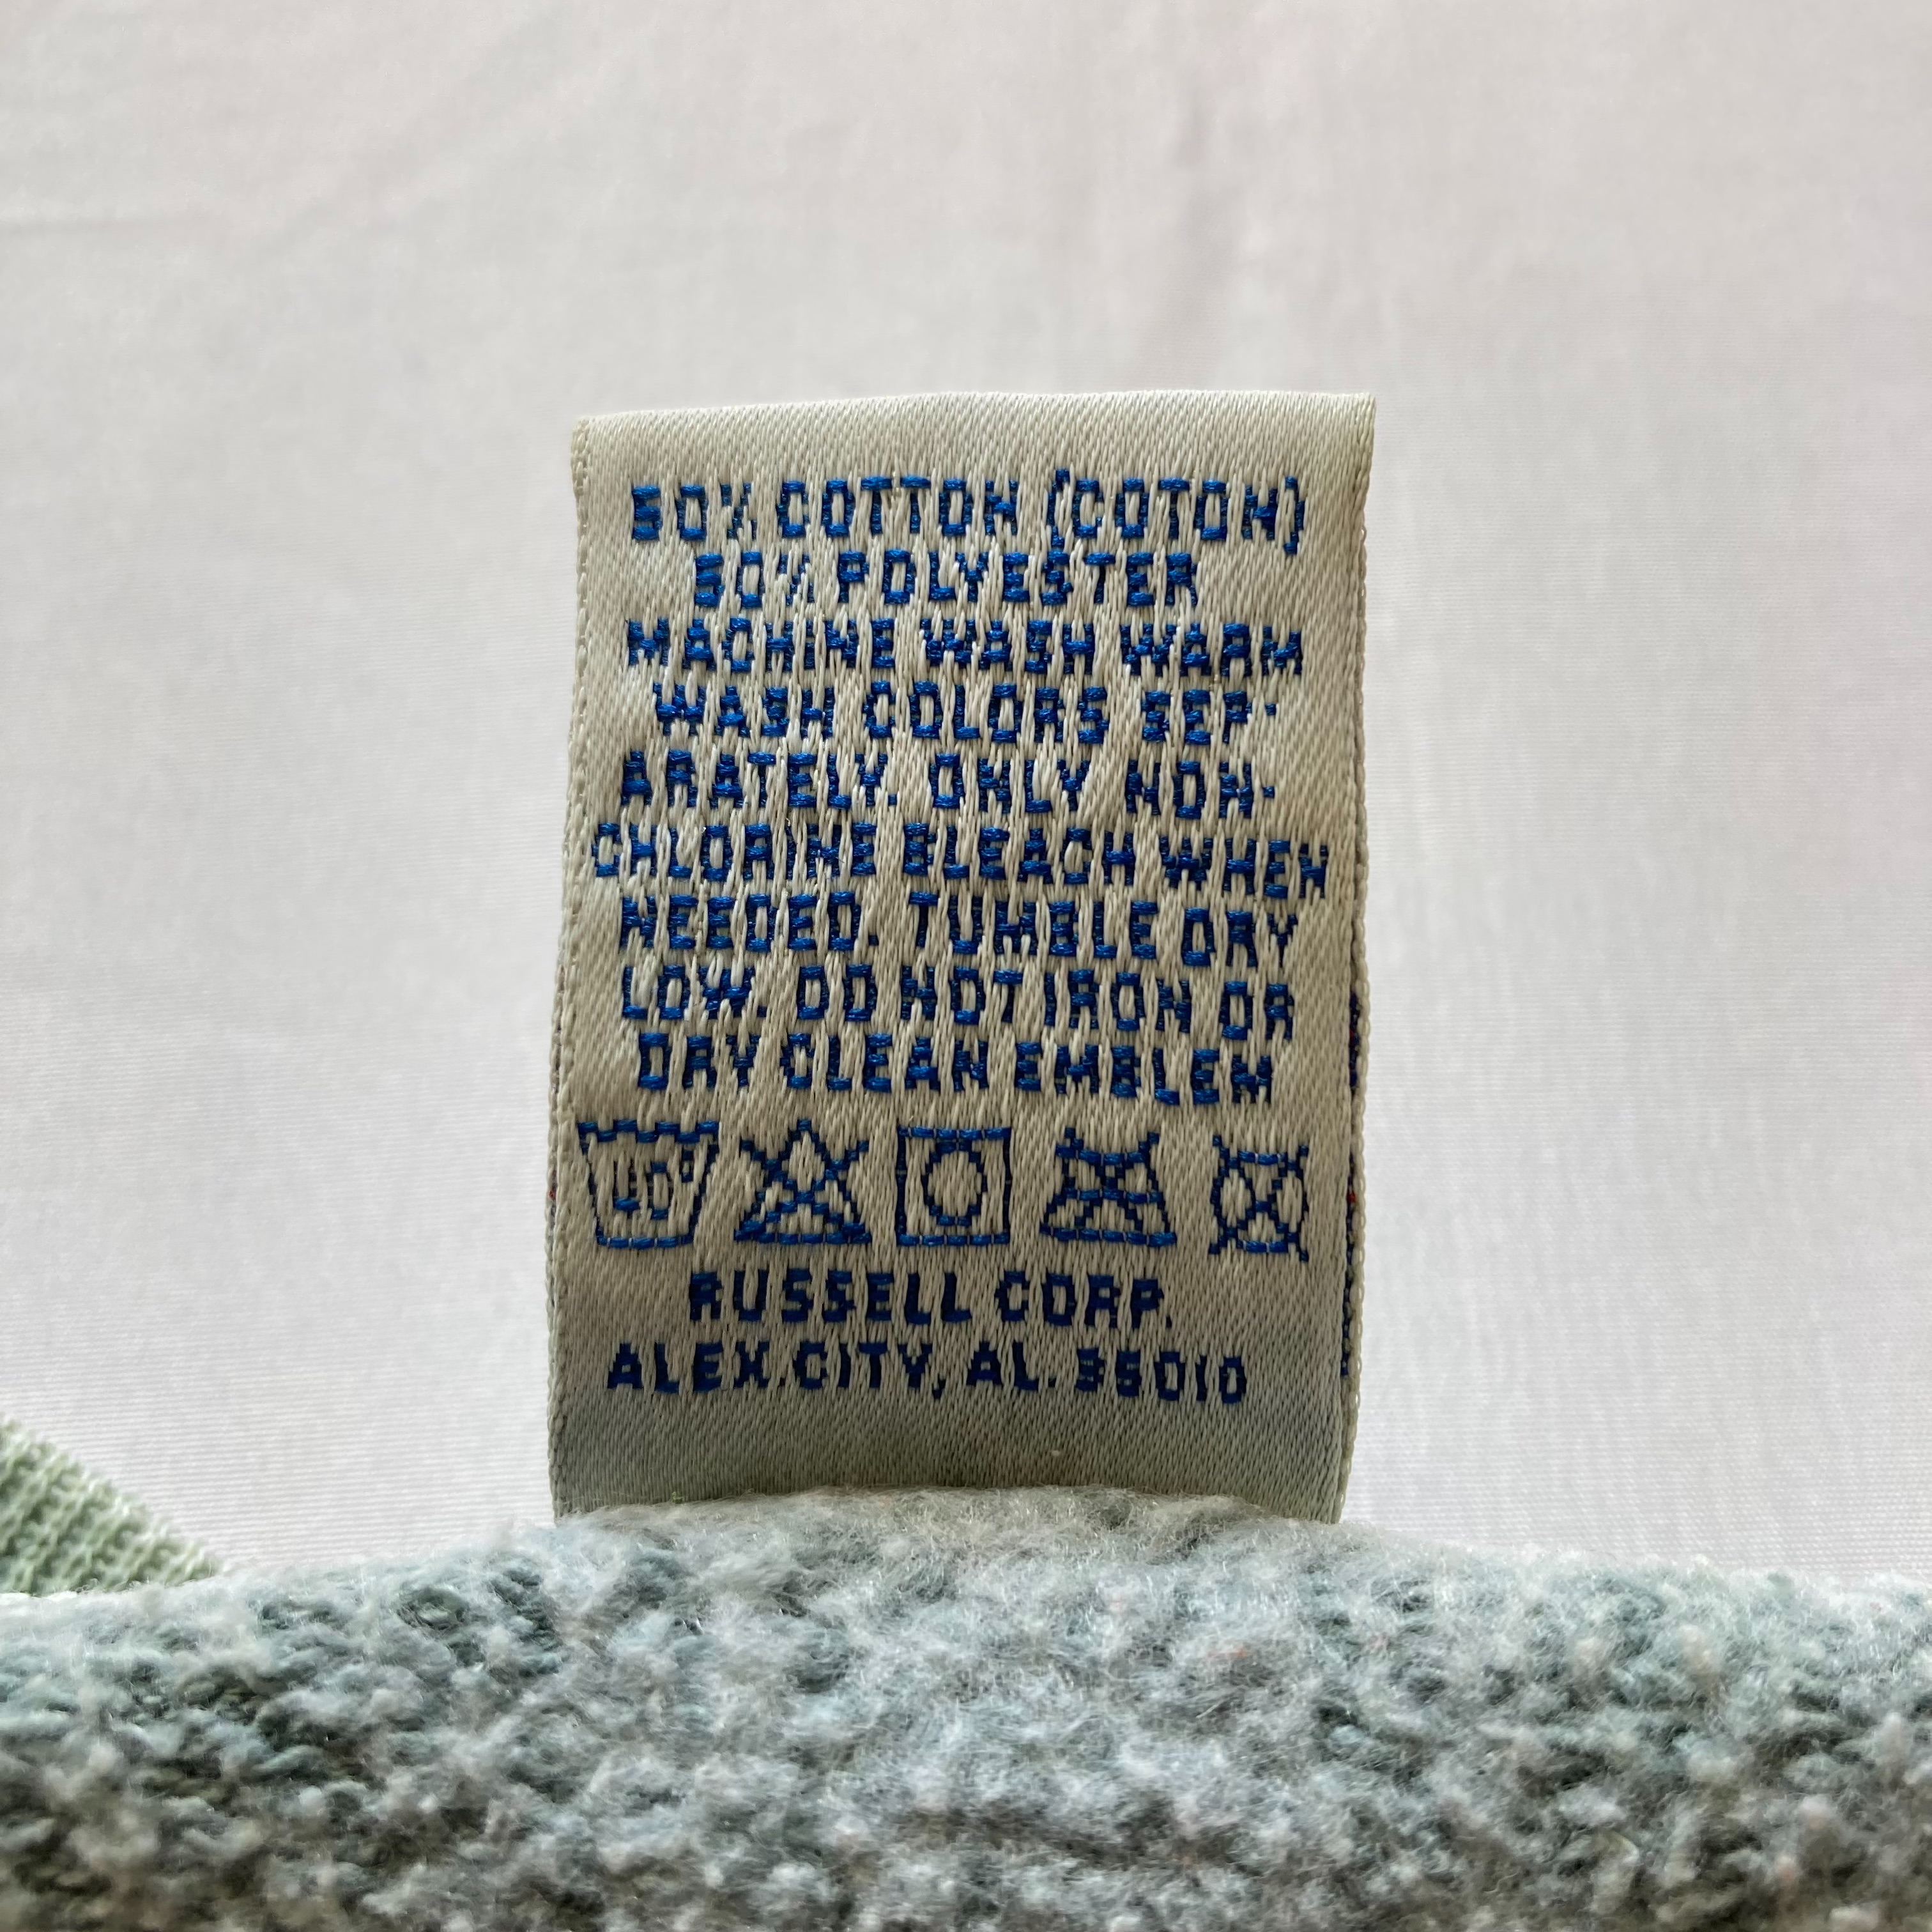 50% COTTON (COTON)
50% POLYESTER
MACHINE WASH WARM
WASH COLORS SEP-
ARATELY. ONLY NON-
CHLORINE BLEACH WHEN
NEEDED. TUMBLE DRY
LOW. DO NOT IRON OR
DRY CLEAN EMBLEM
40°
RUSSELL CORP.
ALEX.CITY, AL. 35010